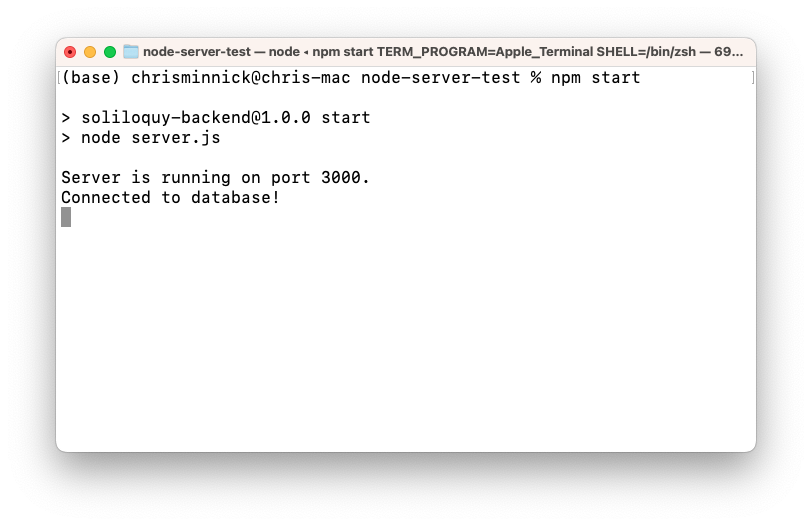 node-server-test — node ◂ npm start TERM_PROGRAM=Apple_Terminal SHELL=/bin/zsh — 69...
[(base) chrisminnick@chris-mac node-server-test % npm start ]
> soliloquy-backend@1.0.0 start
> node server.js
Server is running on port 3000.
Connected to database!